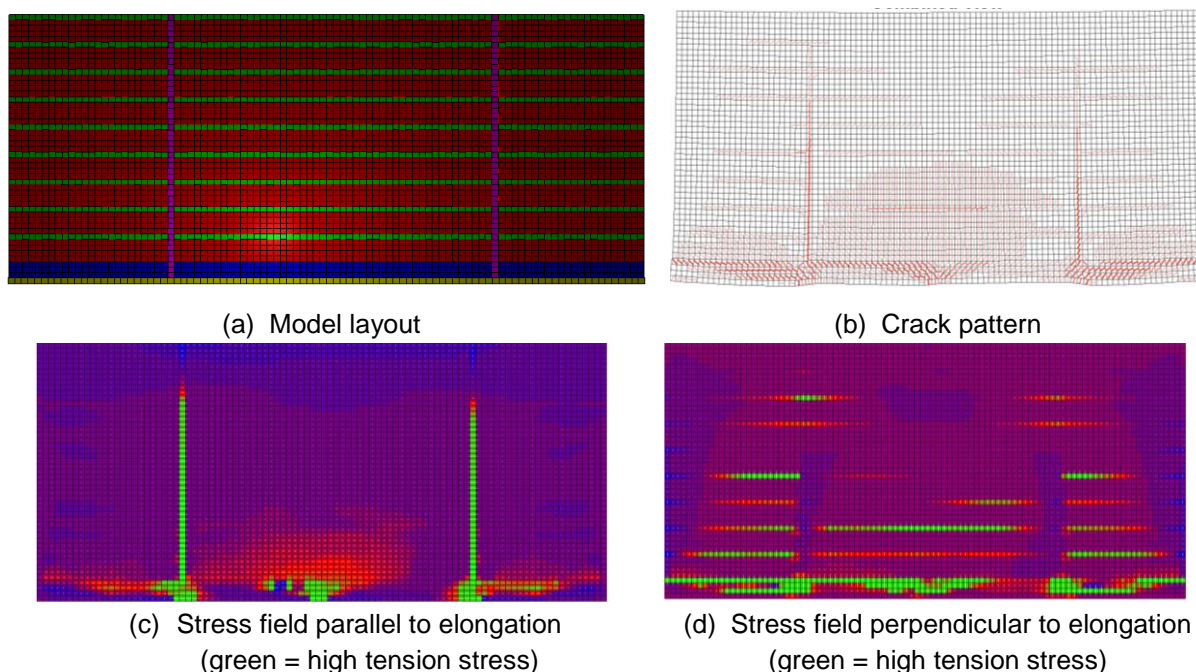 (a) Model layout
(b) Crack pattern
(c) Stress field parallel to elongation
(green = high tension stress)
(d) Stress field perpendicular to elongation
(green = high tension stress)